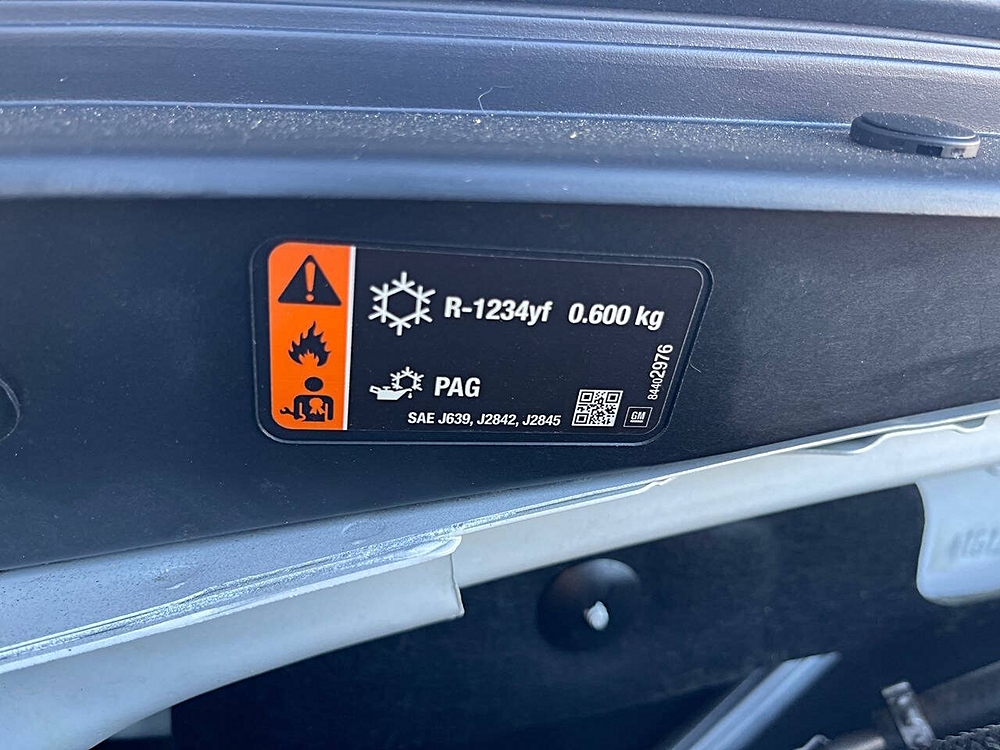 R-1234yf 0.600 kg
PAG
SAE J639, J2842, J2845
GM
84402976